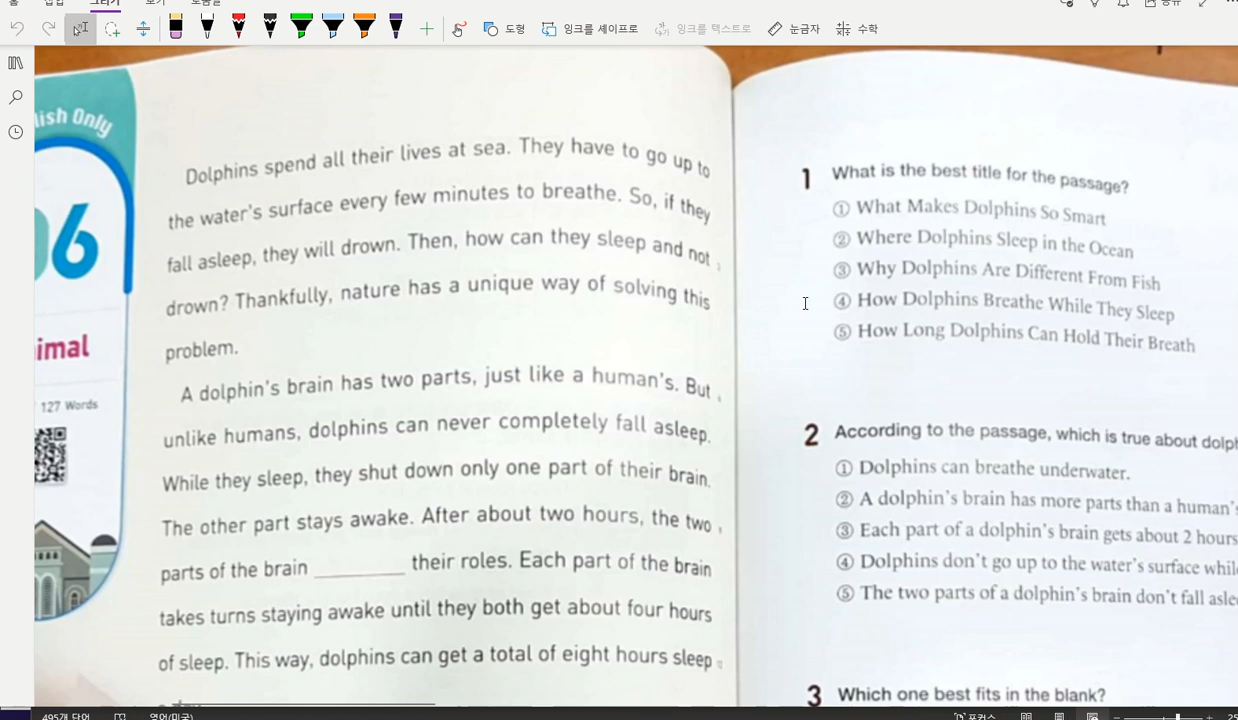 도형
잉크를 셰이프로
잉크를 텍스트로
눈금자
수학
lish Only
6
imal
127 Words
Dolphins spend all their lives at sea. They have to go up to
the water's surface every few minutes to breathe. So, if they
fall asleep, they will drown. Then, how can they sleep and not
drown? Thankfully, nature has a unique way of solving this
problem.
A dolphin's brain has two parts, just like a human's. But
unlike humans, dolphins can never completely fall asleep.
While they sleep, they shut down only one part of their brain.
The other part stays awake. After about two hours, the two
parts of the brain ________ their roles. Each part of the brain
takes turns staying awake until they both get about four hours
of sleep. This way, dolphins can get a total of eight hours sleep
1 What is the best title for the passage?
① What Makes Dolphins So Smart
② Where Dolphins Sleep in the Ocean
③ Why Dolphins Are Different From Fish
④ How Dolphins Breathe While They Sleep
⑤ How Long Dolphins Can Hold Their Breath
2 According to the passage, which is true about dolph
① Dolphins can breathe underwater.
② A dolphin's brain has more parts than a human's
③ Each part of a dolphin's brain gets about 2 hours
④ Dolphins don't go up to the water's surface whil
⑤ The two parts of a dolphin's brain don't fall asle
3 Which one best fits in the blank?
495개 단어
영어(미국)
포커스